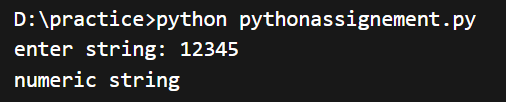 D:\practice>python pythonassignement.py
enter string: 12345
numeric string